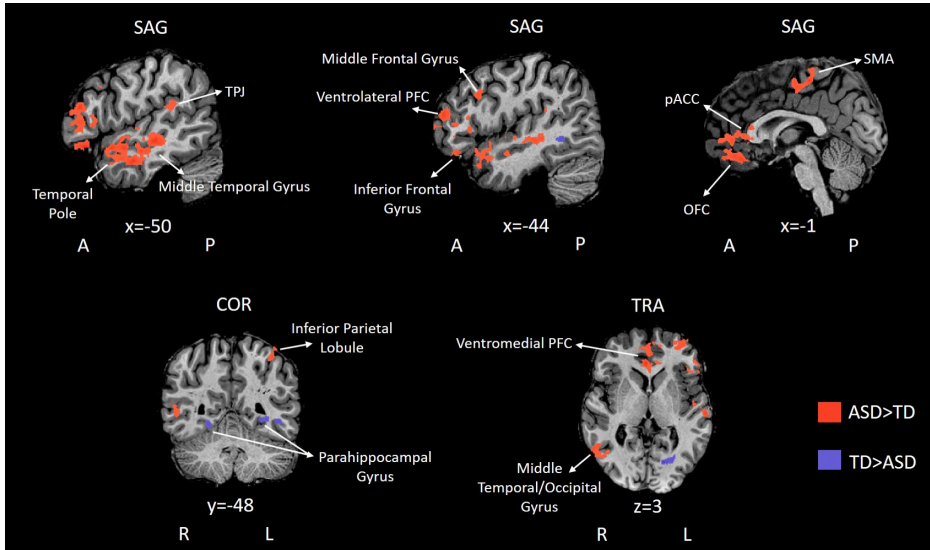 SAG
TPJ
Temporal
Pole
Middle Temporal Gyrus
x=-50
A
P
SAG
Middle Frontal Gyrus
Ventrolateral PFC
Inferior Frontal
Gyrus
x=-44
A
P
SAG
SMA
pACC
OFC
x=-1
A
P
COR
Inferior Parietal
Lobule
Parahippocampal
Gyrus
y=-48
R
L
TRA
Ventromedial PFC
Middle
Temporal/Occipital
Gyrus
z=3
R
L
ASD>TD
TD>ASD